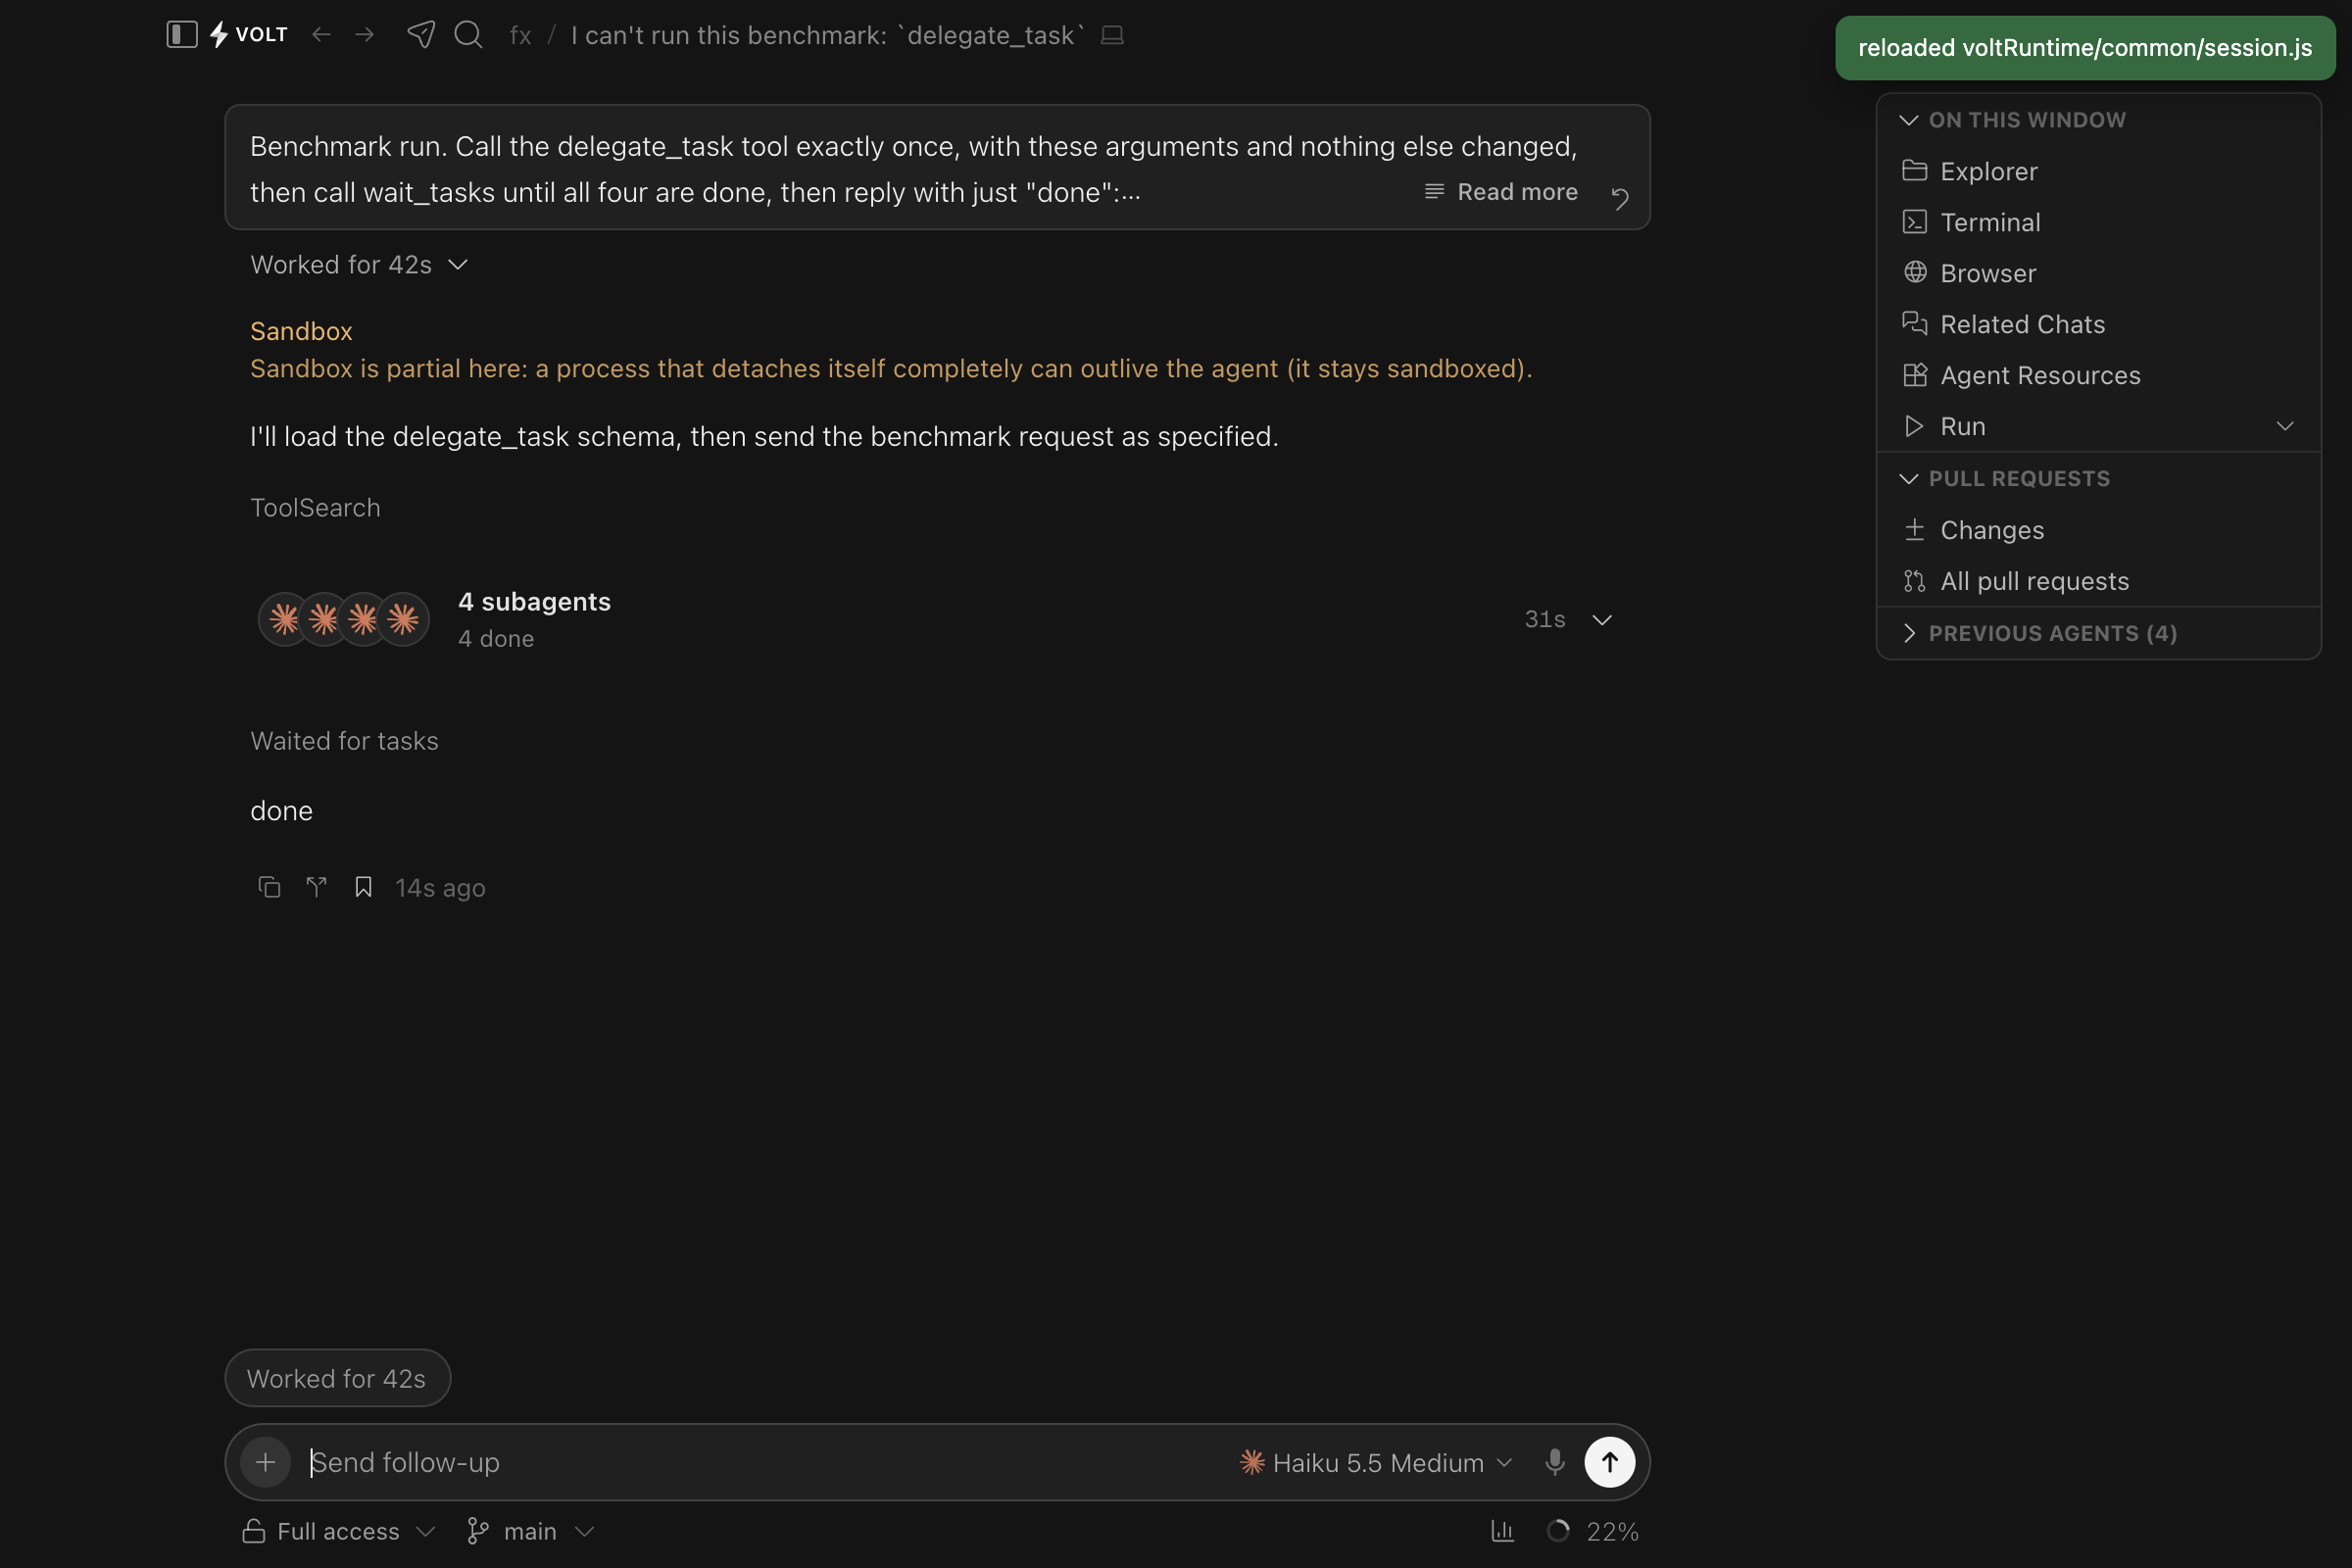 VOLT
fx / I can't run this benchmark: `delegate_task`
reloaded voltRuntime/common/session.js
Benchmark run. Call the delegate_task tool exactly once, with these arguments and nothing else changed,
then call wait_tasks until all four are done, then reply with just "done":...
Read more
Worked for 42s
Sandbox
Sandbox is partial here: a process that detaches itself completely can outlive the agent (it stays sandboxed).
I'll load the delegate_task schema, then send the benchmark request as specified.
ToolSearch
4 subagents
4 done
31s
Waited for tasks
done
14s ago
ON THIS WINDOW
Explorer
Terminal
Browser
Related Chats
Agent Resources
Run
PULL REQUESTS
Changes
All pull requests
PREVIOUS AGENTS (4)
Worked for 42s
Send follow-up
Haiku 5.5 Medium
Full access
main
22%